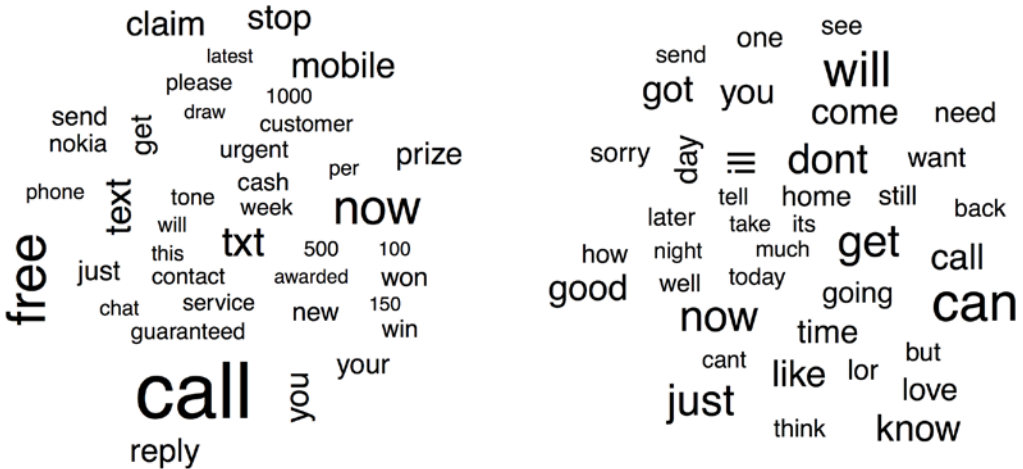 claim
stop
latest
mobile
please
1000
draw
send
get
customer
nokia
urgent
prize
per
phone
text
tone
cash
week
now
will
txt
500
100
free
this
just
contact
awarded
won
chat
service
new
150
guaranteed
win
call
you
your
reply
see
one
send
will
got
you
come
need
sorry
day
ill
dont
want
tell
home
still
back
later
take
its
how
night
much
get
call
good
well
today
going
can
now
time
cant
like
lor
but
love
just
think
know